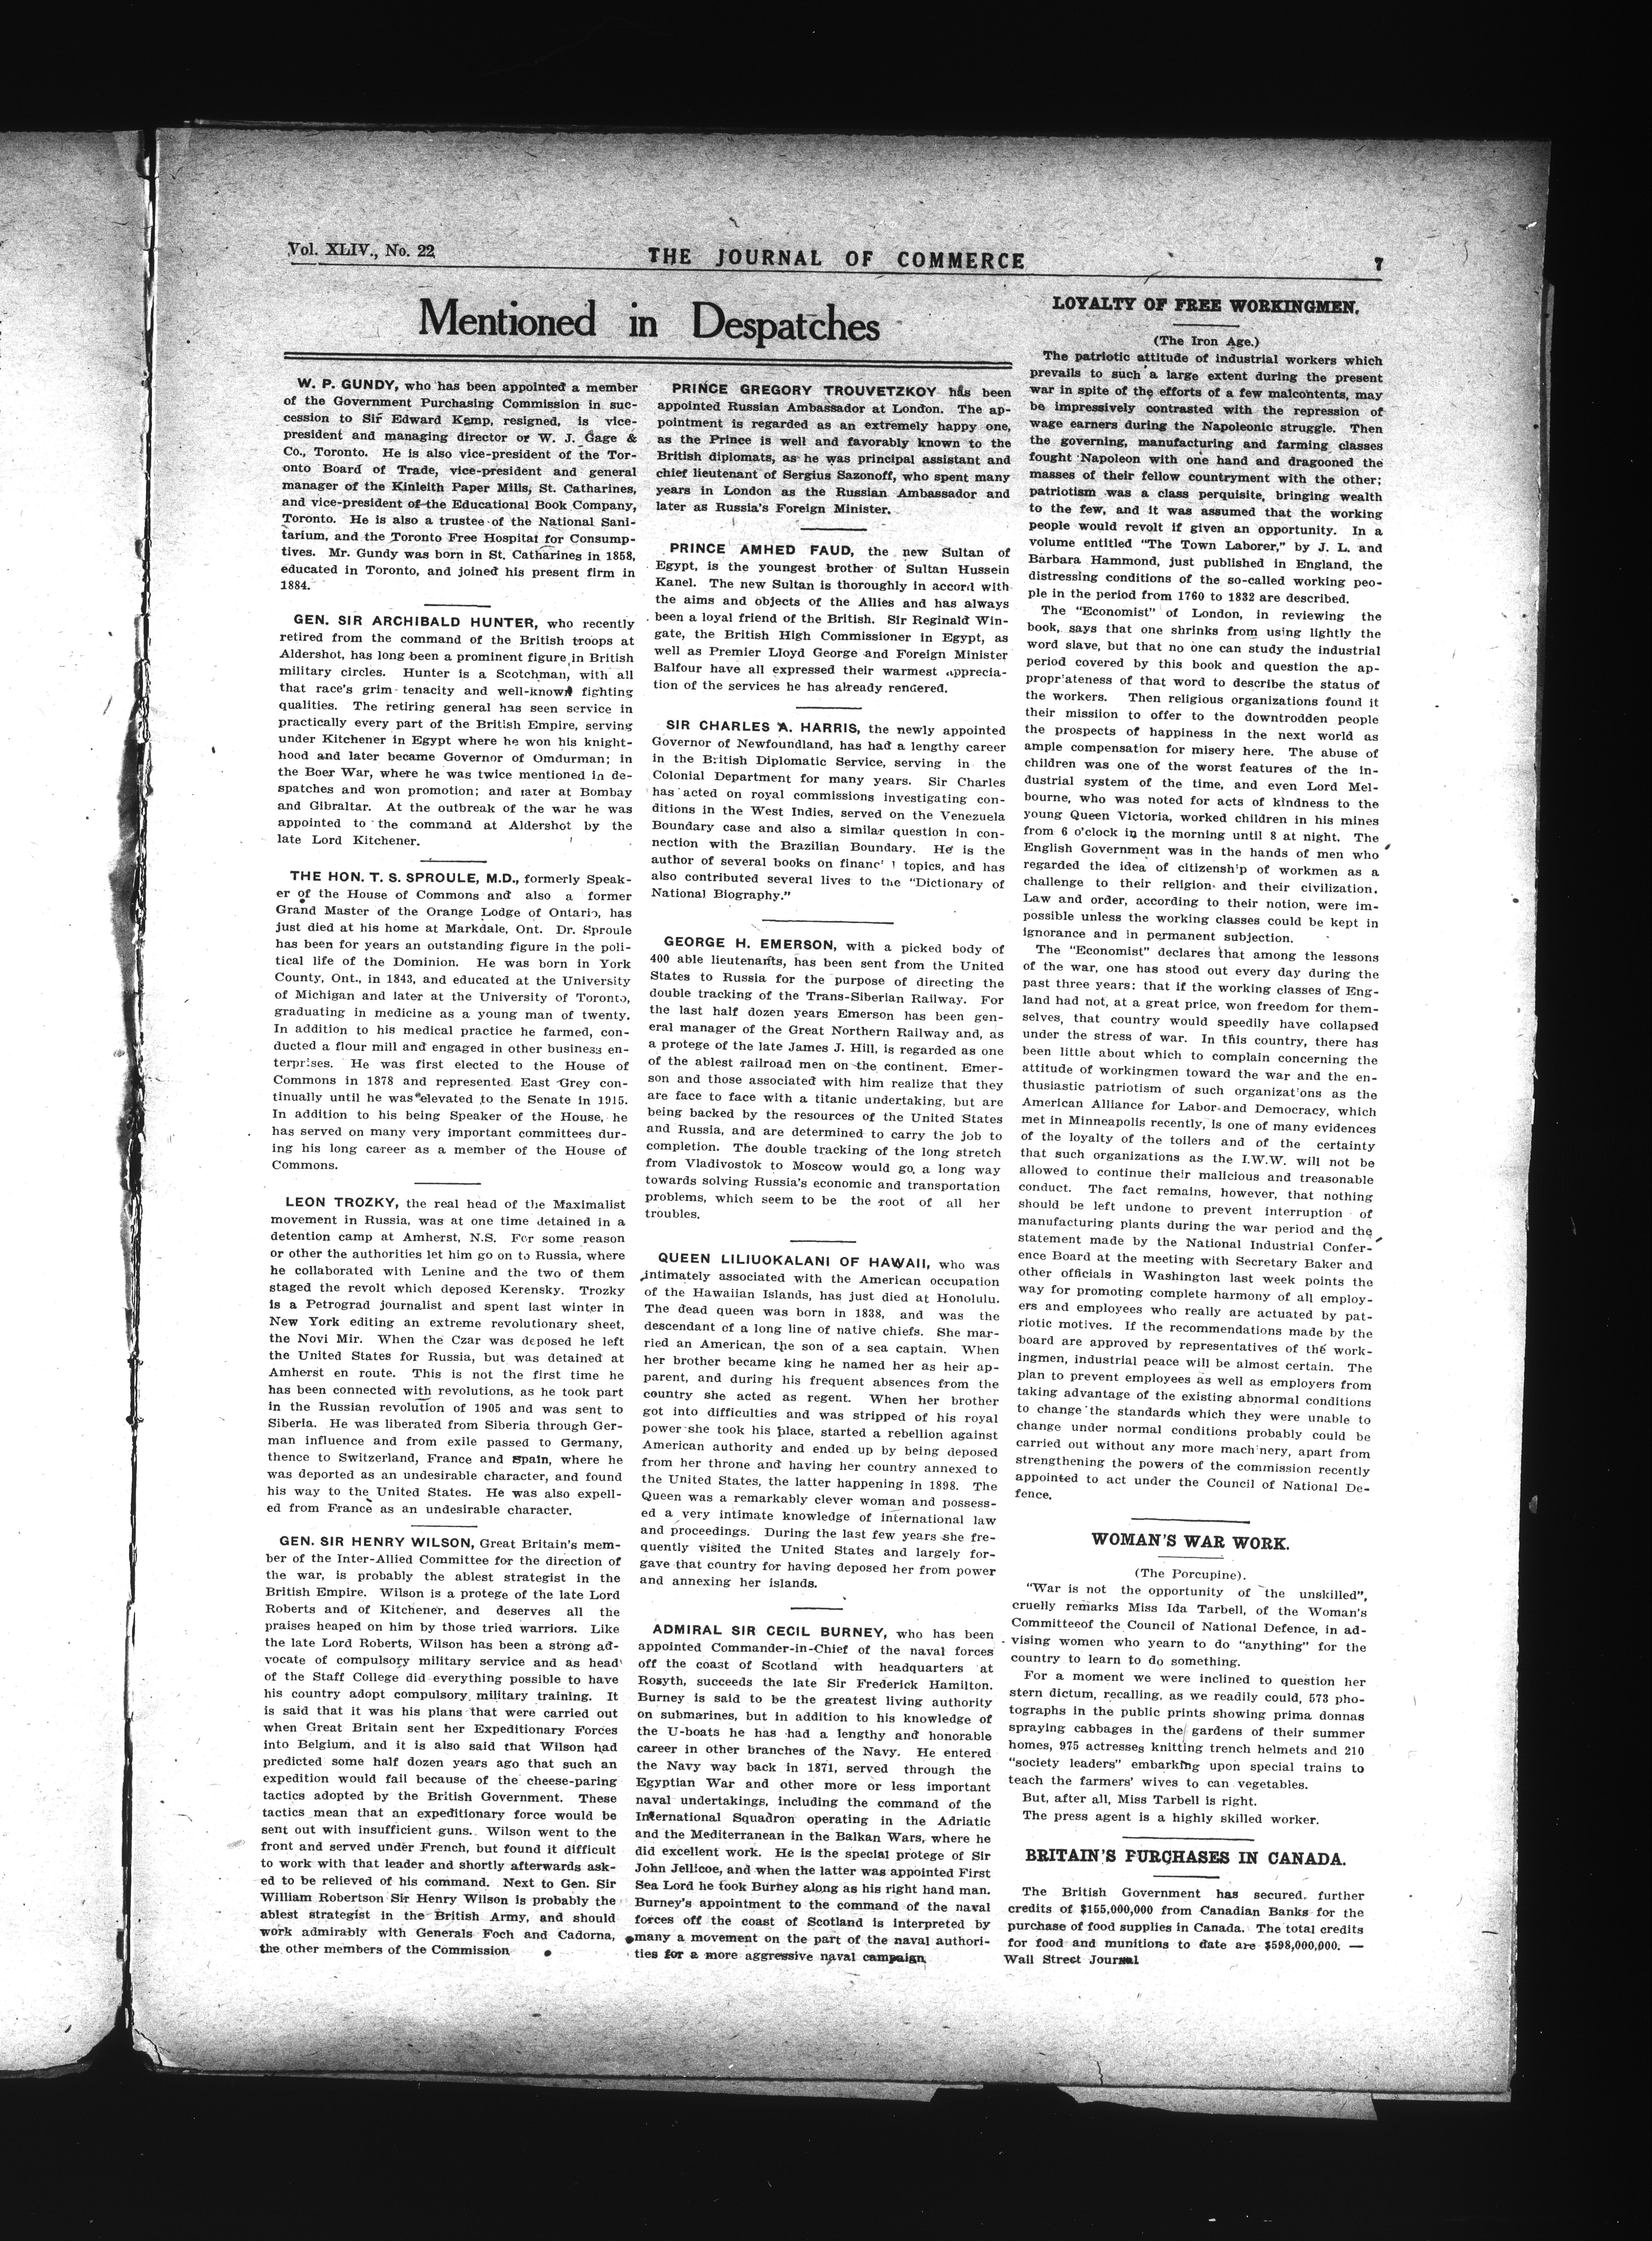 Vol. XLIV., No. 22
THE JOURNAL OF COMMERCE
7
Mentioned in Despatches
W. P. GUNDY, who has been appointed a member
of the Government Purchasing Commission in suc-
cession to Sir Edward Kemp, resigned, is vice-
president and managing director or W. J. Gage &
Co., Toronto. He is also vice-president of the Tor-
onto Board of Trade, vice-president and general
manager of the Kinleith Paper Mills, St. Catharines,
and vice-president of the Educational Book Company,
Toronto. He is also a trustee of the National Sani-
tarium, and the Toronto Free Hospital for Consump-
tives. Mr. Gundy was born in St. Catharines in 1858,
educated in Toronto, and joined his present firm in
1884.
GEN. SIR ARCHIBALD HUNTER, who recently
retired from the command of the British troops at
Aldershot, has long been a prominent figure in British
military circles. Hunter is a Scotchman, with all
that race's grim tenacity and well-known fighting
qualities. The retiring general has seen service in
practically every part of the British Empire, serving
under Kitchener in Egypt where he won his knight-
hood and later became Governor of Omdurman; in
the Boer War, where he was twice mentioned in de-
spatches and won promotion; and later at Bombay
and Gibraltar. At the outbreak of the war he was
appointed to the command at Aldershot by the
late Lord Kitchener.
THE HON. T. S. SPROULE, M.D., formerly Speak-
er of the House of Commons and also a former
Grand Master of the Orange Lodge of Ontario, has
just died at his home at Markdale, Ont. Dr. Sproule
has been for years an outstanding figure in the poli-
tical life of the Dominion. He was born in York
County, Ont., in 1843, and educated at the University
of Michigan and later at the University of Toronto,
graduating in medicine as a young man of twenty.
In addition to his medical practice he farmed, con-
ducted a flour mill and engaged in other business en-
terprises. He was first elected to the House of
Commons in 1878 and represented East Grey con-
tinually until he was elevated to the Senate in 1915.
In addition to his being Speaker of the House, he
has served on many very important committees dur-
ing his long career as a member of the House of
Commons.
LEON TROZKY, the real head of the Maximalist
movement in Russia, was at one time detained in a
detention camp at Amherst, N.S. For some reason
or other the authorities let him go on to Russia, where
he collaborated with Lenine and the two of them
staged the revolt which deposed Kerensky. Trozky
is a Petrograd journalist and spent last winter in
New York editing an extreme revolutionary sheet,
the Novi Mir. When the Czar was deposed he left
the United States for Russia, but was detained at
Amherst en route. This is not the first time he
has been connected with revolutions, as he took part
in the Russian revolution of 1905 and was sent to
Siberia. He was liberated from Siberia through Ger-
man influence and from exile passed to Germany,
thence to Switzerland, France and Spain, where he
was deported as an undesirable character, and found
his way to the United States. He was also expell-
ed from France as an undesirable character.
GEN. SIR HENRY WILSON, Great Britain's mem-
ber of the Inter-Allied Committee for the direction of
the war, is probably the ablest strategist in the
British Empire. Wilson is a protege of the late Lord
Roberts and of Kitchener, and deserves all the
praises heaped on him by those tried warriors. Like
the late Lord Roberts, Wilson has been a strong ad-
vocate of compulsory military service and as head
of the Staff College did everything possible to have
his country adopt compulsory military training. It
is said that it was his plans that were carried out
when Great Britain sent her Expeditionary Forces
into Belgium, and it is also said that Wilson had
predicted some half dozen years ago that such an
expedition would fail because of the cheese-paring
tactics adopted by the British Government. These
tactics mean that an expeditionary force would be
sent out with insufficient guns. Wilson went to the
front and served under French, but found it difficult
to work with that leader and shortly afterwards ask-
ed to be relieved of his command. Next to Gen. Sir
William Robertson Sir Henry Wilson is probably the
ablest strategist in the British Army, and should
work admirably with Generals Foch and Cadorna,
the other members of the Commission
PRINCE GREGORY TROUVETZKOY has been
appointed Russian Ambassador at London. The ap-
pointment is regarded as an extremely happy one,
as the Prince is well and favorably known to the
British diplomats, as he was principal assistant and
chief lieutenant of Sergius Sazonoff, who spent many
years in London as the Russian Ambassador and
later as Russia's Foreign Minister.
PRINCE AMHED FAUD, the new Sultan of
Egypt, is the youngest brother of Sultan Hussein
Kanel. The new Sultan is thoroughly in accord with
the aims and objects of the Allies and has always
been a loyal friend of the British. Sir Reginald Win-
gate, the British High Commissioner in Egypt, as
well as Premier Lloyd George and Foreign Minister
Balfour have all expressed their warmest apprecia-
tion of the services he has already rendered.
SIR CHARLES A. HARRIS, the newly appointed
Governor of Newfoundland, has had a lengthy career
in the British Diplomatic Service, serving in the
Colonial Department for many years. Sir Charles
has acted on royal commissions investigating con-
ditions in the West Indies, served on the Venezuela
Boundary case and also a similar question in con-
nection with the Brazilian Boundary. He is the
author of several books on financ' l topics, and has
also contributed several lives to the "Dictionary of
National Biography."
GEORGE H. EMERSON, with a picked body of
400 able lieutenants, has been sent from the United
States to Russia for the purpose of directing the
double tracking of the Trans-Siberian Railway. For
the last half dozen years Emerson has been gen-
eral manager of the Great Northern Railway and, as
a protege of the late James J. Hill, is regarded as one
of the ablest railroad men on the continent. Emer-
son and those associated with him realize that they
are face to face with a titanic undertaking, but are
being backed by the resources of the United States
and Russia, and are determined to carry the job to
completion. The double tracking of the long stretch
from Vladivostok to Moscow would go a long way
towards solving Russia's economic and transportation
problems, which seem to be the root of all her
troubles.
QUEEN LILIUOKALANI OF HAWAII, who was
intimately associated with the American occupation
of the Hawaiian Islands, has just died at Honolulu.
The dead queen was born in 1838, and was the
descendant of a long line of native chiefs. She mar-
ried an American, the son of a sea captain. When
her brother became king he named her as heir ap-
parent, and during his frequent absences from the
country she acted as regent. When her brother
got into difficulties and was stripped of his royal
power she took his place, started a rebellion against
American authority and ended up by being deposed
from her throne and having her country annexed to
the United States, the latter happening in 1898. The
Queen was a remarkably clever woman and possess-
ed a very intimate knowledge of international law
and proceedings. During the last few years she fre-
quently visited the United States and largely for-
gave that country for having deposed her from power
and annexing her islands.
ADMIRAL SIR CECIL BURNEY, who has been
appointed Commander-in-Chief of the naval forces
off the coast of Scotland with headquarters at
Rosyth, succeeds the late Sir Frederick Hamilton.
Burney is said to be the greatest living authority
on submarines, but in addition to his knowledge of
the U-boats he has had a lengthy and honorable
career in other branches of the Navy. He entered
the Navy way back in 1871, served through the
Egyptian War and other more or less important
naval undertakings, including the command of the
International Squadron operating in the Adriatic
and the Mediterranean in the Balkan Wars, where he
did excellent work. He is the special protege of Sir
John Jellicoe, and when the latter was appointed First
Sea Lord he took Burney along as his right hand man.
Burney's appointment to the command of the naval
forces off the coast of Scotland is interpreted by
many a movement on the part of the naval authori-
ties for a more aggressive naval campaign
LOYALTY OF FREE WORKINGMEN.
(The Iron Age.)
The patriotic attitude of industrial workers which
prevails to such a large extent during the present
war in spite of the efforts of a few malcontents, may
be impressively contrasted with the repression of
wage earners during the Napoleonic struggle. Then
the governing, manufacturing and farming classes
fought Napoleon with one hand and dragooned the
masses of their fellow countryment with the other;
patriotism was a class perquisite, bringing wealth
to the few, and it was assumed that the working
people would revolt if given an opportunity. In a
volume entitled "The Town Laborer," by J. L. and
Barbara Hammond, just published in England, the
distressing conditions of the so-called working peo-
ple in the period from 1760 to 1832 are described.
The "Economist" of London, in reviewing the
book, says that one shrinks from using lightly the
word slave, but that no one can study the industrial
period covered by this book and question the ap-
propriateness of that word to describe the status of
the workers. Then religious organizations found it
their missiion to offer to the downtrodden people
the prospects of happiness in the next world as
ample compensation for misery here. The abuse of
children was one of the worst features of the in-
dustrial system of the time, and even Lord Mel-
bourne, who was noted for acts of kindness to the
young Queen Victoria, worked children in his mines
from 6 o'clock in the morning until 8 at night. The
English Government was in the hands of men who
regarded the idea of citizenship of workmen as a
challenge to their religion and their civilization.
Law and order, according to their notion, were im-
possible unless the working classes could be kept in
ignorance and in permanent subjection.
The "Economist" declares that among the lessons
of the war, one has stood out every day during the
past three years: that if the working classes of Eng-
land had not, at a great price, won freedom for them-
selves, that country would speedily have collapsed
under the stress of war. In this country, there has
been little about which to complain concerning the
attitude of workingmen toward the war and the en-
thusiastic patriotism of such organizations as the
American Alliance for Labor and Democracy, which
met in Minneapolis recently, is one of many evidences
of the loyalty of the toilers and of the certainty
that such organizations as the I.W.W. will not be
allowed to continue their malicious and treasonable
conduct. The fact remains, however, that nothing
should be left undone to prevent interruption of
manufacturing plants during the war period and the
statement made by the National Industrial Confer-
ence Board at the meeting with Secretary Baker and
other officials in Washington last week points the
way for promoting complete harmony of all employ-
ers and employees who really are actuated by pat-
riotic motives. If the recommendations made by the
board are approved by representatives of the work-
ingmen, industrial peace will be almost certain. The
plan to prevent employees as well as employers from
taking advantage of the existing abnormal conditions
to change the standards which they were unable to
change under normal conditions probably could be
carried out without any more machinery, apart from
strengthening the powers of the commission recently
appointed to act under the Council of National De-
fence.
WOMAN'S WAR WORK.
(The Porcupine).
"War is not the opportunity of the unskilled",
cruelly remarks Miss Ida Tarbell, of the Woman's
Committeeof the Council of National Defence, in ad-
vising women who yearn to do "anything" for the
country to learn to do something.
For a moment we were inclined to question her
stern dictum, recalling, as we readily could, 573 pho-
tographs in the public prints showing prima donnas
spraying cabbages in the gardens of their summer
homes, 975 actresses knitting trench helmets and 210
"society leaders" embarking upon special trains to
teach the farmers' wives to can vegetables.
But, after all, Miss Tarbell is right.
The press agent is a highly skilled worker.
BRITAIN'S PURCHASES IN CANADA.
The British Government has secured further
credits of $155,000,000 from Canadian Banks for the
purchase of food supplies in Canada. The total credits
for food and munitions to date are $598,000,000. —
Wall Street Journal